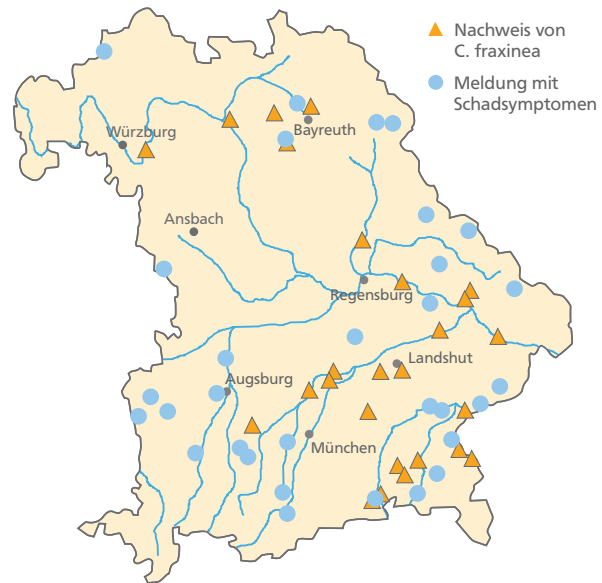 Nachweis von
C. fraxinea
Meldung mit
Schadsymptomen
Würzburg
Bayreuth
Ansbach
Regensburg
Landshut
Augsburg
München